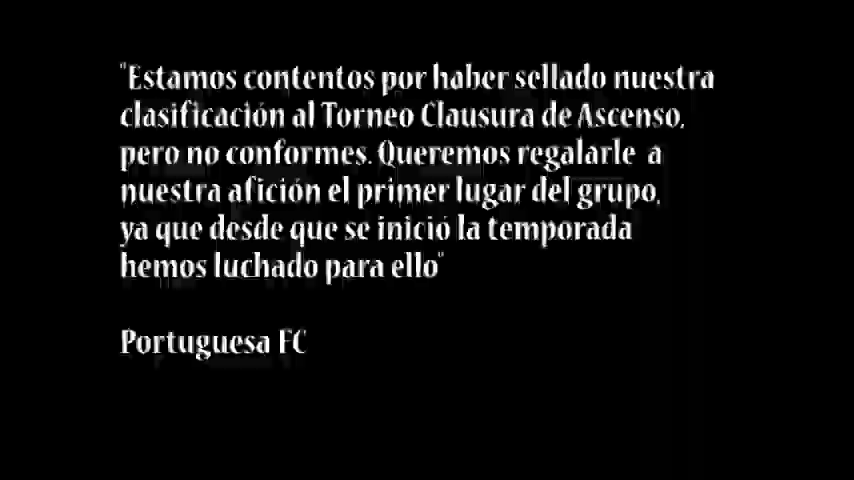 "Estamos contentos por haber sellado nuestra
clasificación al Torneo Clausura de Ascenso,
pero no conformes. Queremos regalarle a
nuestra afición el primer lugar del grupo,
ya que desde que se inició la temporada
hemos luchado para ello"
Portuguesa FC